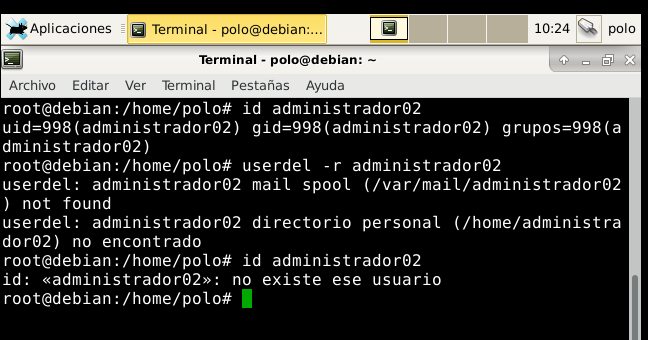 Aplicaciones
Terminal - polo@debian:...
10:24
polo
Terminal - polo@debian: ~
Archivo Editar Ver Terminal Pestañas Ayuda
root@debian:/home/polo# id administrador02
uid=998(administrador02) gid=998(administrador02) grupos=998(a
dministrador02)
root@debian:/home/polo# userdel -r administrador02
userdel: administrador02 mail spool (/var/mail/administrador02
) not found
userdel: administrador02 directorio personal (/home/administra
dor02) no encontrado
root@debian:/home/polo# id administrador02
id: «administrador02»: no existe ese usuario
root@debian:/home/polo#